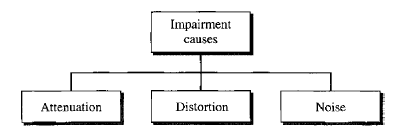 Impairment
causes
Attenuation
Distortion
Noise